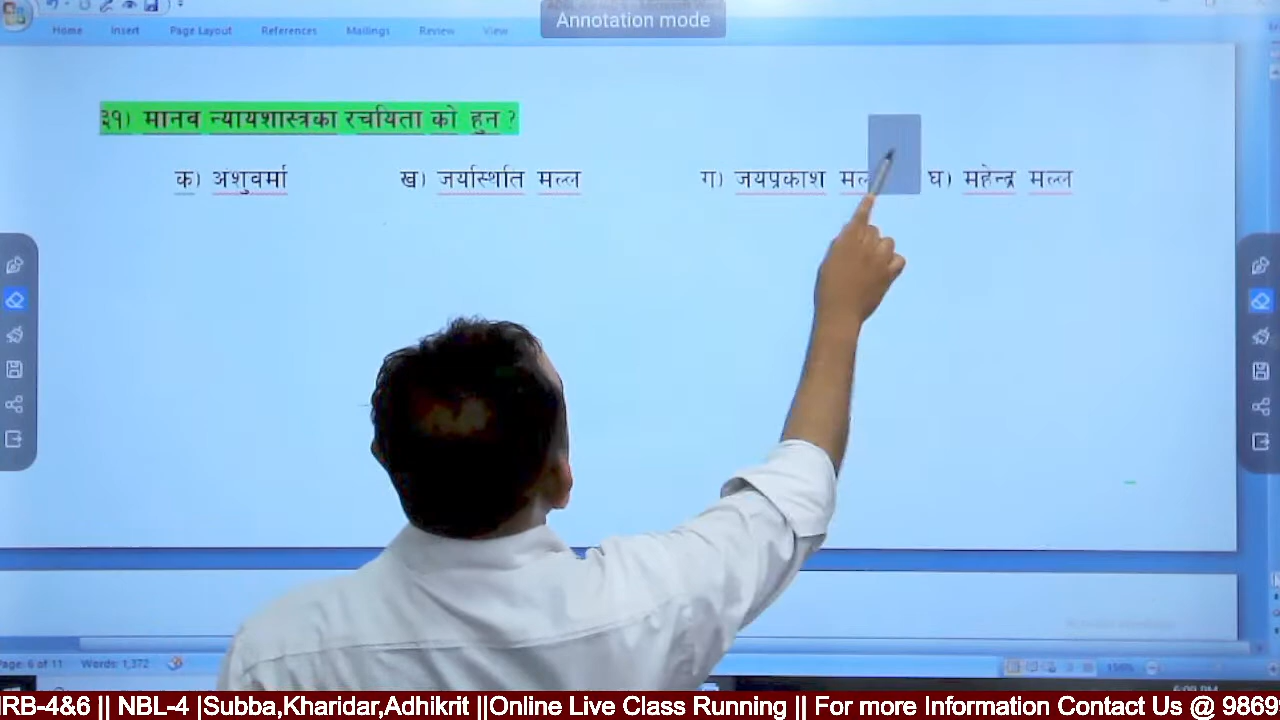 Annotation mode
Home Insert Page Layout References Mailings Review View
३१) मानव न्यायशास्त्रका रचयिता को हुन ?
क) अंशुवर्मा ख) जयस्थिति मल्ल ग) जयप्रकाश घ) महेन्द्र मल्ल
Page: 6 of 11 Words: 1,372 156%
IRB-4&6 || NBL-4 |Subba,Kharidar,Adhikrit ||Online Live Class Running || For more Information Contact Us @ 9869